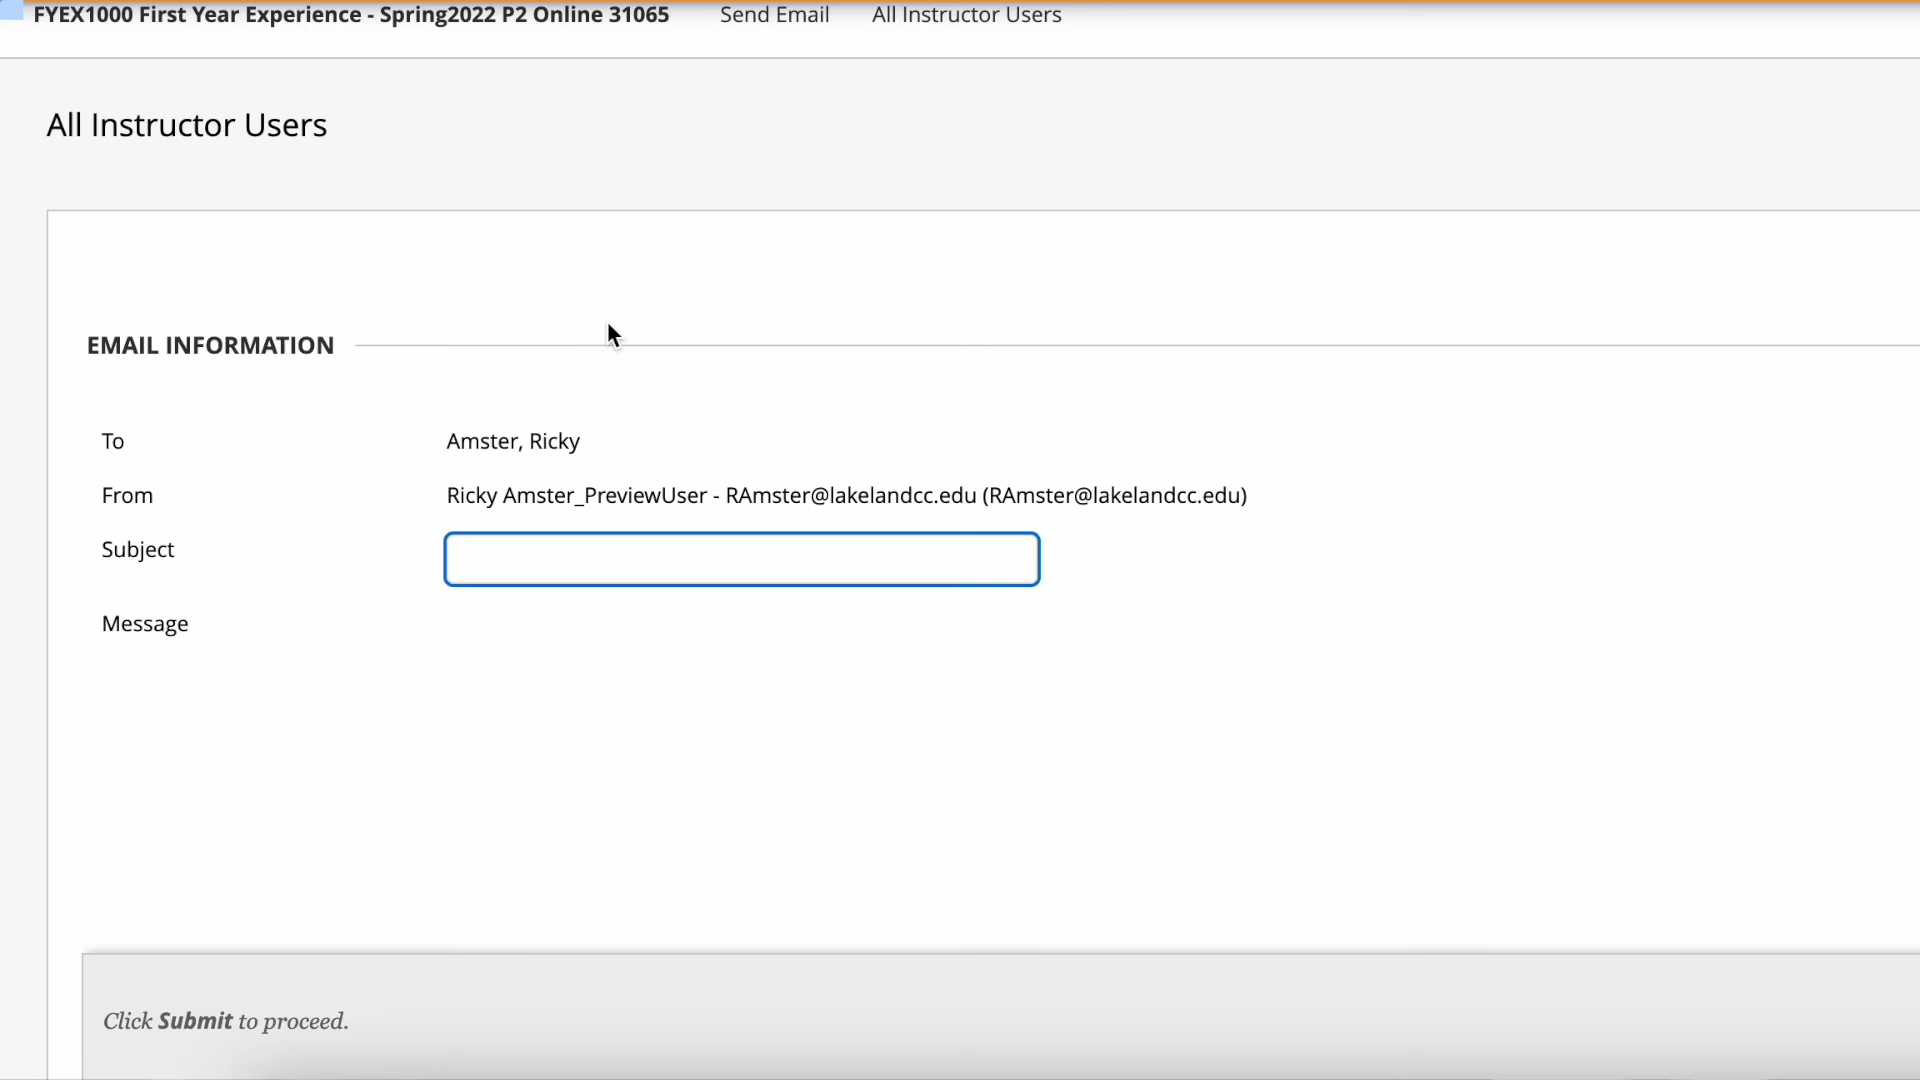 FYEX1000 First Year Experience - Spring2022 P2 Online 31065 Send Email All Instructor Users
All Instructor Users
EMAIL INFORMATION
To Amster, Ricky
From Ricky Amster_PreviewUser - RAmster@lakelandcc.edu (RAmster@lakelandcc.edu)
Subject
Message
Click Submit to proceed.